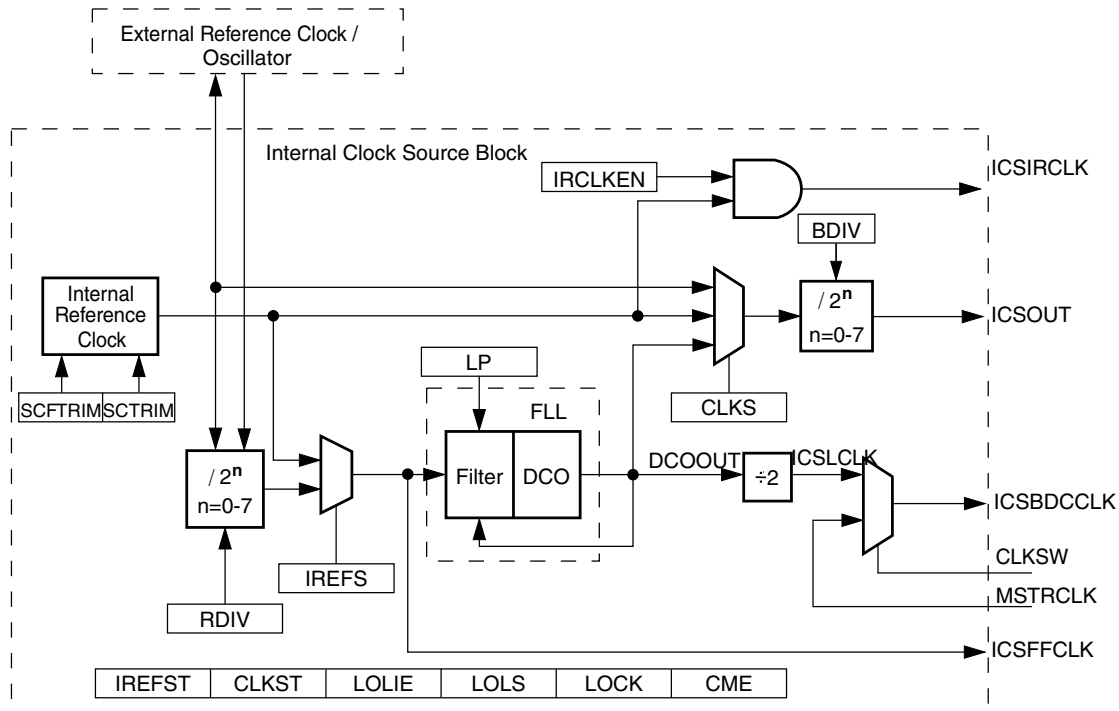 External Reference Clock /
Oscillator
Internal Clock Source Block
IRCLKEN
ICSIRCLK
BDIV
Internal
Reference
Clock
/ 2ⁿ
n=0-7
ICSOUT
LP
SCFTRIM
SCTRIM
CLKS
FLL
/ 2ⁿ
n=0-7
Filter
DCO
DCOOUT
÷2
ICSLCLK
ICSBDCCLK
IREFS
CLKSW
RDIV
MSTRCLK
ICSFFCLK
IREFST
CLKST
LOLIE
LOLS
LOCK
CME